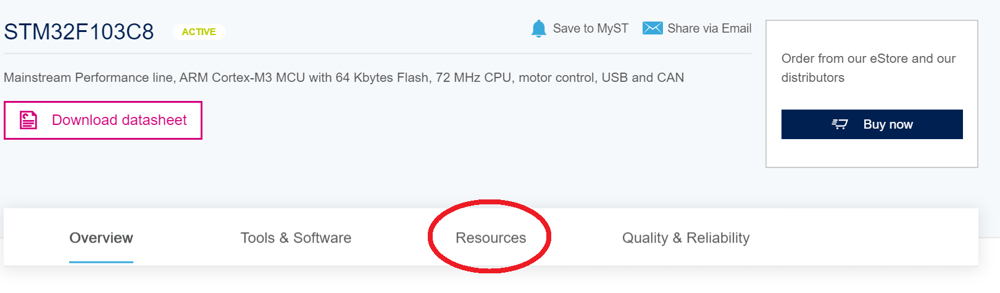 STM32F103C8
ACTIVE
Save to MyST
Share via Email
Mainstream Performance line, ARM Cortex-M3 MCU with 64 Kbytes Flash, 72 MHz CPU, motor control, USB and CAN
Download datasheet
Order from our eStore and our
distributors
Buy now
Overview
Tools & Software
Resources
Quality & Reliability